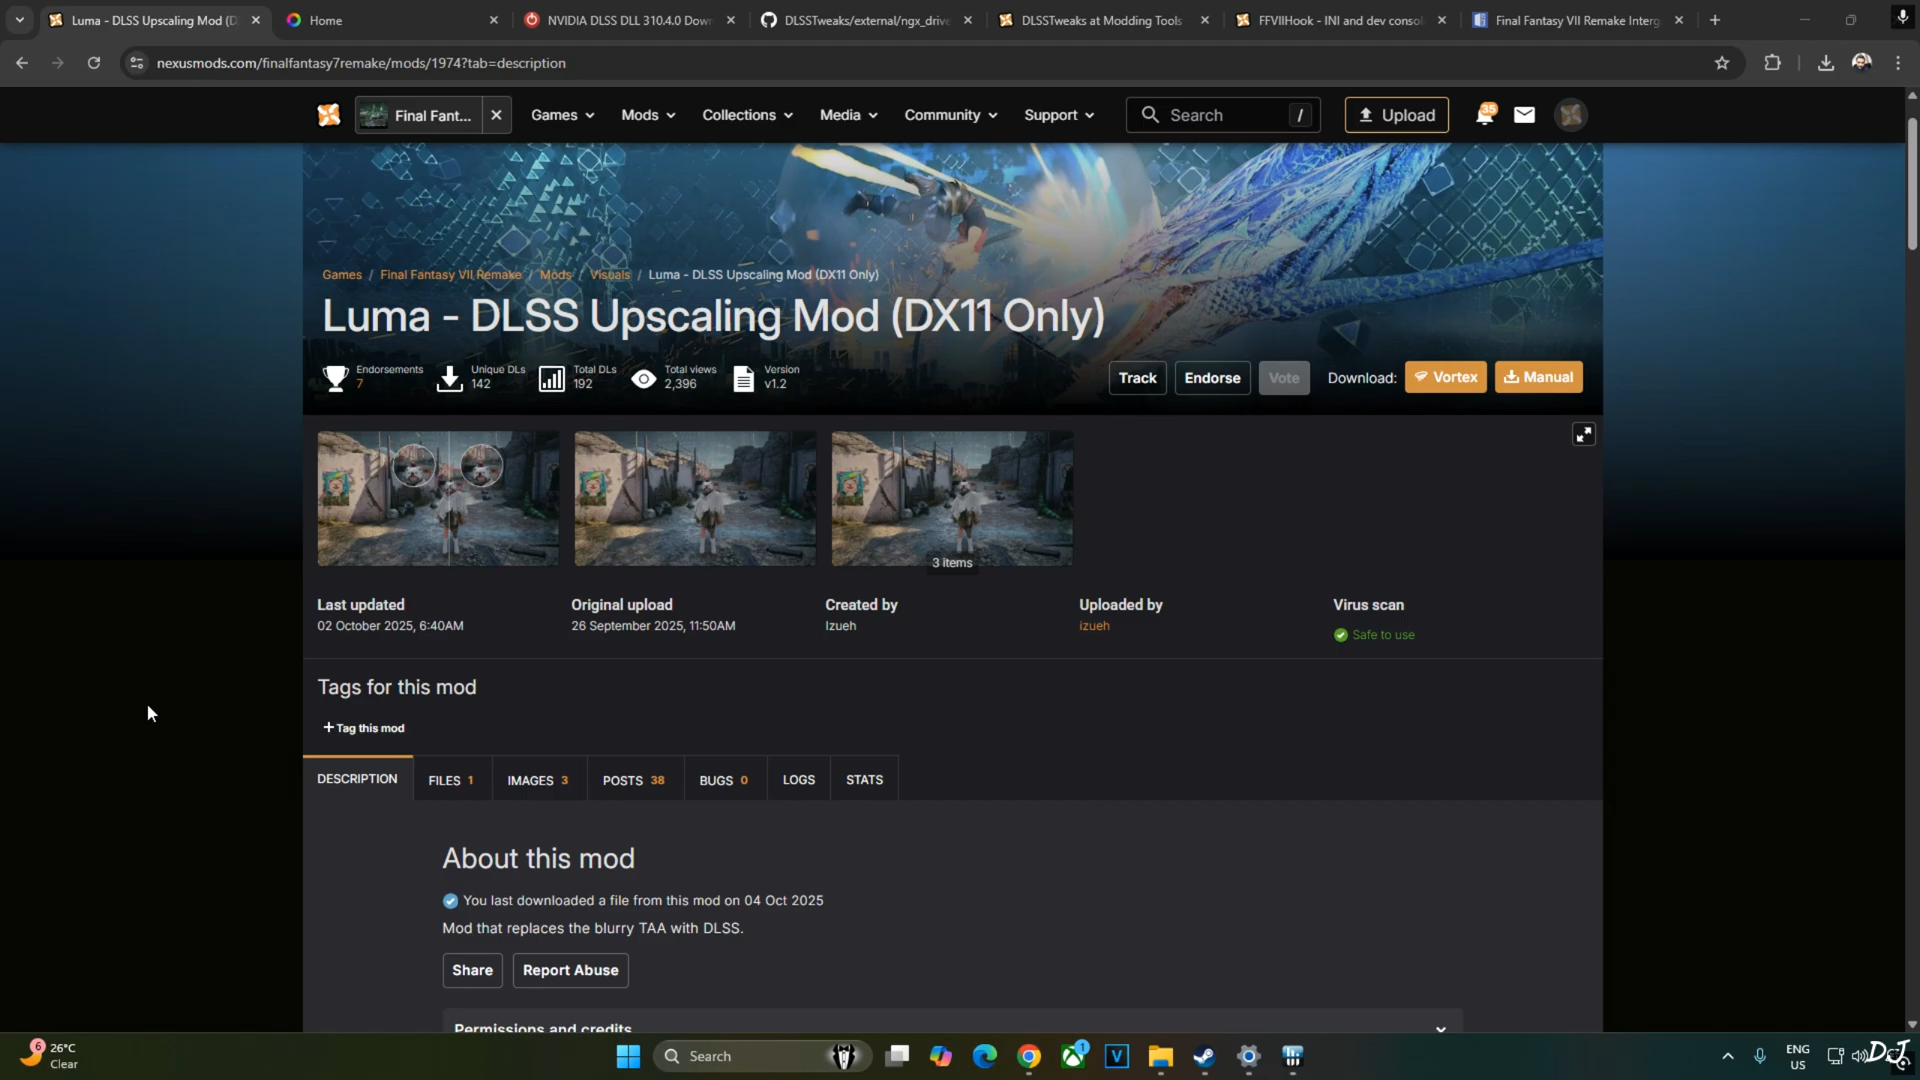 Luma - DLSS Upscaling Mod (D
Home
NVIDIA DLSS DLL 310.4.0 Down
DLSSTweaks/external/ngx_drive
DLSSTweaks at Modding Tools
FFVIIHook - INI and dev consol
Final Fantasy VII Remake Interg
nexusmods.com/finalfantasy7remake/mods/1974?tab=description
Final Fant...
Games
Mods
Collections
Media
Community
Support
Search
/
Upload
35
Games / Final Fantasy VII Remake / Mods / Visuals / Luma - DLSS Upscaling Mod (DX11 Only)
Luma - DLSS Upscaling Mod (DX11 Only)
Endorsements
7
Unique DLs
142
Total DLs
192
Total views
2,396
Version
v1.2
Track
Endorse
Vote
Download:
Vortex
Manual
3 items
Last updated
02 October 2025, 6:40AM
Original upload
26 September 2025, 11:50AM
Created by
Izueh
Uploaded by
izueh
Virus scan
Safe to use
Tags for this mod
+ Tag this mod
DESCRIPTION
FILES 1
IMAGES 3
POSTS 38
BUGS 0
LOGS
STATS
About this mod
You last downloaded a file from this mod on 04 Oct 2025
Mod that replaces the blurry TAA with DLSS.
Share
Report Abuse
Permissions and credits
6
26°C
Clear
Search
1
V
ENG
US
DJ